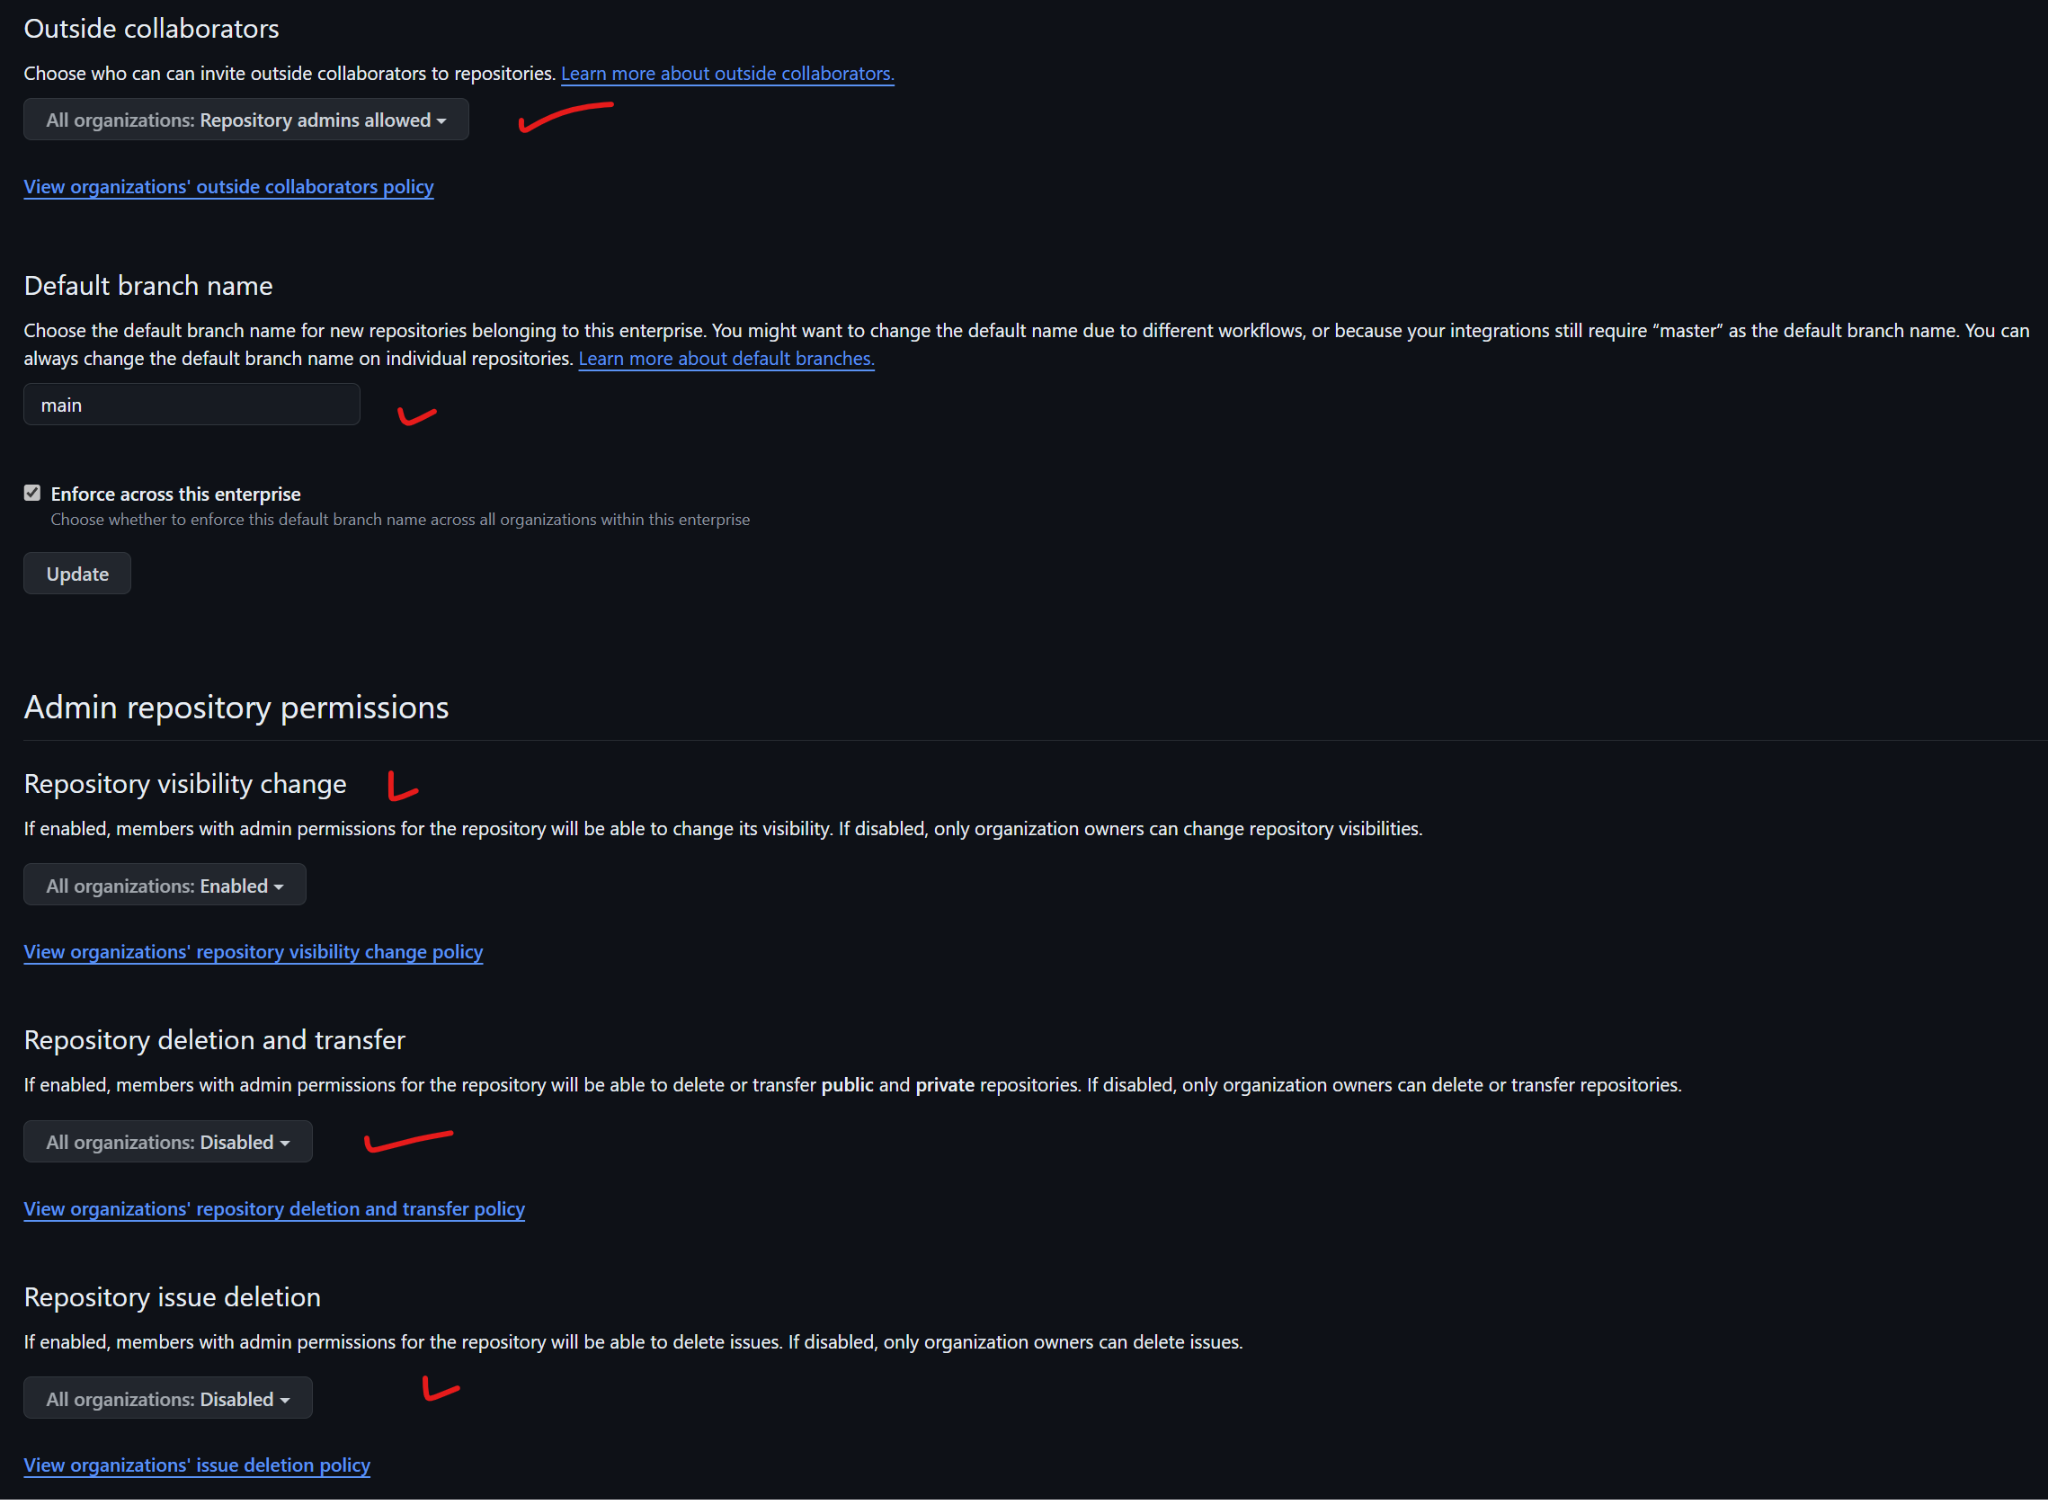 Outside collaborators
Choose who can can invite outside collaborators to repositories. Learn more about outside collaborators.
All organizations: Repository admins allowed
View organizations' outside collaborators policy
Default branch name
Choose the default branch name for new repositories belonging to this enterprise. You might want to change the default name due to different workflows, or because your integrations still require “master” as the default branch name. You can
always change the default branch name on individual repositories. Learn more about default branches.
main
Enforce across this enterprise
Choose whether to enforce this default branch name across all organizations within this enterprise
Update
Admin repository permissions
Repository visibility change
If enabled, members with admin permissions for the repository will be able to change its visibility. If disabled, only organization owners can change repository visibilities.
All organizations: Enabled
View organizations' repository visibility change policy
Repository deletion and transfer
If enabled, members with admin permissions for the repository will be able to delete or transfer public and private repositories. If disabled, only organization owners can delete or transfer repositories.
All organizations: Disabled
View organizations' repository deletion and transfer policy
Repository issue deletion
If enabled, members with admin permissions for the repository will be able to delete issues. If disabled, only organization owners can delete issues.
All organizations: Disabled
View organizations' issue deletion policy